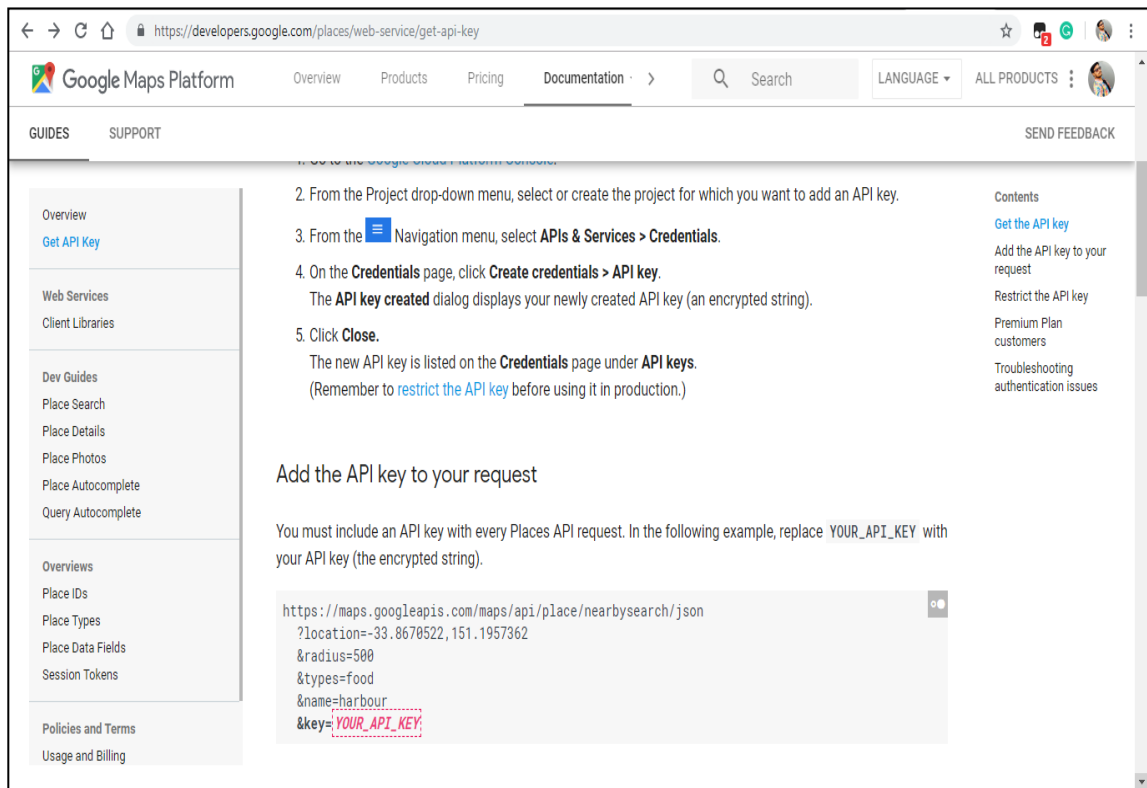 https://developers.google.com/places/web-service/get-api-key
2
G
Google Maps Platform
Overview
Products
Pricing
Documentation
Search
LANGUAGE
ALL PRODUCTS
GUIDES
SUPPORT
SEND FEEDBACK
Overview
Get API Key
Web Services
Client Libraries
Dev Guides
Place Search
Place Details
Place Photos
Place Autocomplete
Query Autocomplete
Overviews
Place IDs
Place Types
Place Data Fields
Session Tokens
Policies and Terms
Usage and Billing
1. Go to the Google Cloud Platform Console.
2. From the Project drop-down menu, select or create the project for which you want to add an API key.
3. From the Navigation menu, select APIs & Services > Credentials.
4. On the Credentials page, click Create credentials > API key.
The API key created dialog displays your newly created API key (an encrypted string).
5. Click Close.
The new API key is listed on the Credentials page under API keys.
(Remember to restrict the API key before using it in production.)
Add the API key to your request
You must include an API key with every Places API request. In the following example, replace YOUR_API_KEY with
your API key (the encrypted string).
https://maps.googleapis.com/maps/api/place/nearbysearch/json
?location=-33.8670522,151.1957362
&radius=500
&types=food
&name=harbour
&key=YOUR_API_KEY
Contents
Get the API key
Add the API key to your
request
Restrict the API key
Premium Plan
customers
Troubleshooting
authentication issues